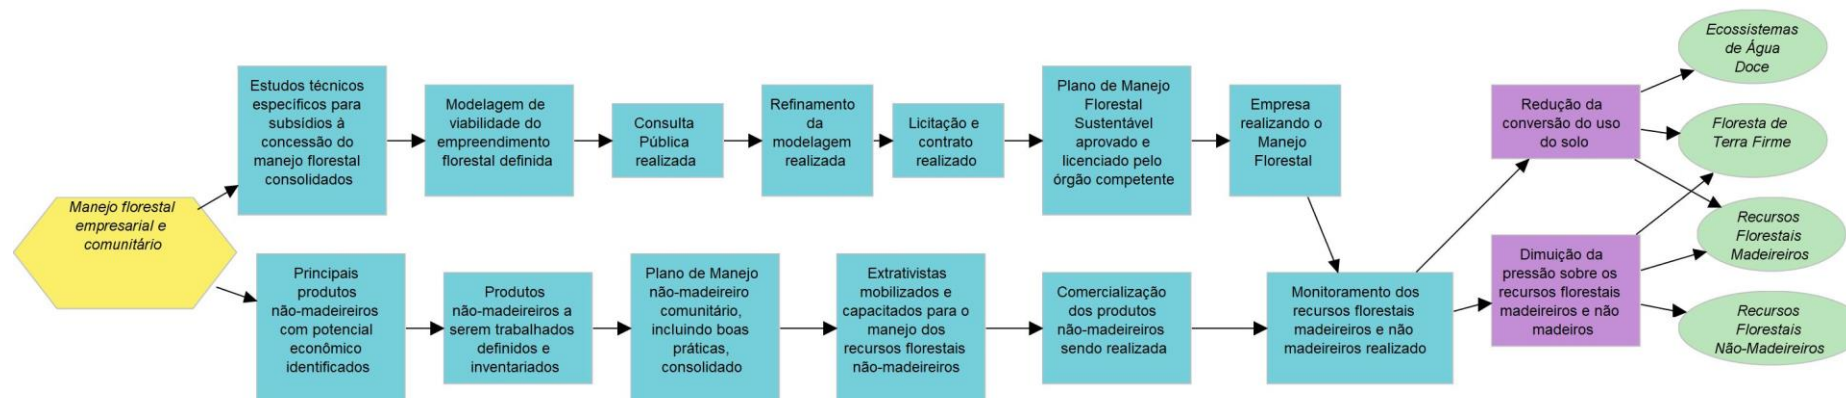 Manejo florestal
empresarial e
comunitário
Estudos técnicos
específicos para
subsídios á
concessão do
manejo florestal
consolidados
Modelagem de
viabilidade do
empreendimento
florestal definida
Consulta
Pública
realizada
Refinamento
da
modelagem
realizada
Licitação e
contrato realizado
Plano de Manejo
Florestal
Sustentável
aprovado e
licenciado pelo
órgão competente
Empresa
realizando o
Manejo
Florestal
Principais
produtos
não-madeireiros
com potencial
econômico
identificados
Produtos
não-madeireiros a
serem trabalhados
definidos e
inventariados
Plano de Manejo
não-madeireiro
comunitário,
incluindo boas
práticas,
consolidado
Extrativistas
mobilizados e
capacitados para o
manejo dos
recursos florestais
não-madeireiros
Comercialização
dos produtos
não-madeireiros
sendo realizada
Monitoramento dos
recursos florestais
madeireiros e não
madeireiros realizado
Redução da
conversão do uso
do solo
Dimuição da
pressão sobre os
recursos florestais
madeireiros e não
madeiros
Ecossistemas
de Água
Doce
Floresta de
Terra Firme
Recursos
Florestais
Madeireiros
Recursos
Florestais
Não-Madeireiros